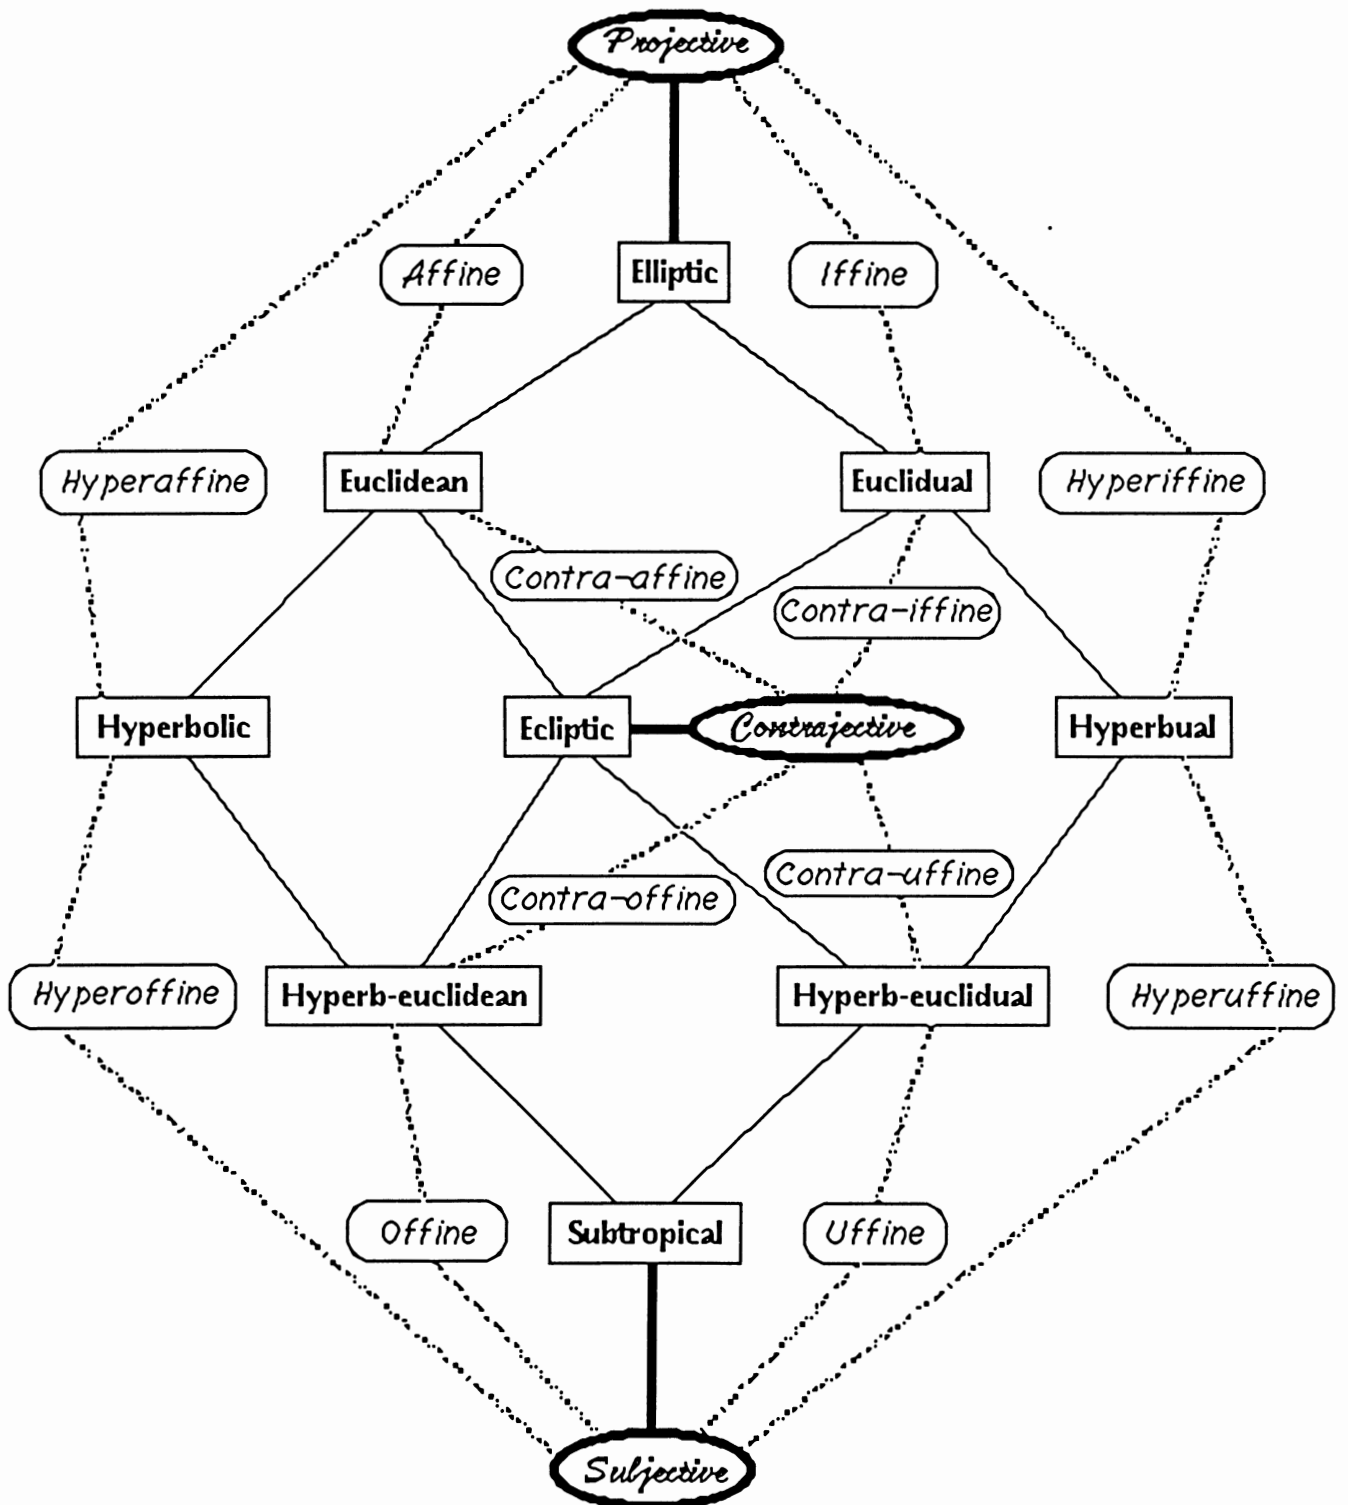 Projective
Affine
Elliptic
Iffine
Hyperaffine
Euclidean
Euclidual
Hyperiffine
Contra-affine
Contra-iffine
Hyperbolic
Ecliptic
Contrajective
Hyperbual
Contra-offine
Contra-uffine
Hyperoffine
Hyperb-euclidean
Hyperb-euclidual
Hyperuffine
Offine
Subtropical
Uffine
Subjective